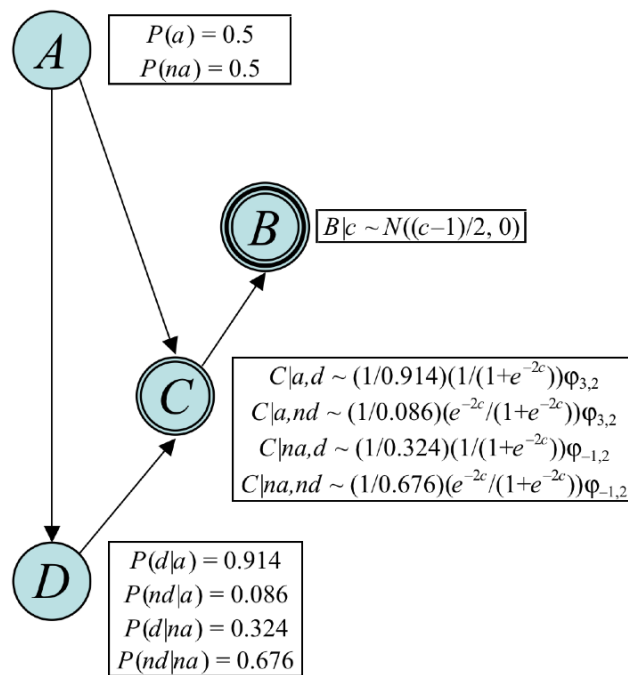 A
P(a) = 0.5
P(na) = 0.5
B
B|c ~ N((c–1)/2, 0)
C
C|a,d ~ (1/0.914)(1/(1+e⁻²ᶜ))φ₃,₂
C|a,nd ~ (1/0.086)(e⁻²ᶜ/(1+e⁻²ᶜ))φ₃,₂
C|na,d ~ (1/0.324)(1/(1+e⁻²ᶜ))φ₋₁,₂
C|na,nd ~ (1/0.676)(e⁻²ᶜ/(1+e⁻²ᶜ))φ₋₁,₂
D
P(d|a) = 0.914
P(nd|a) = 0.086
P(d|na) = 0.324
P(nd|na) = 0.676